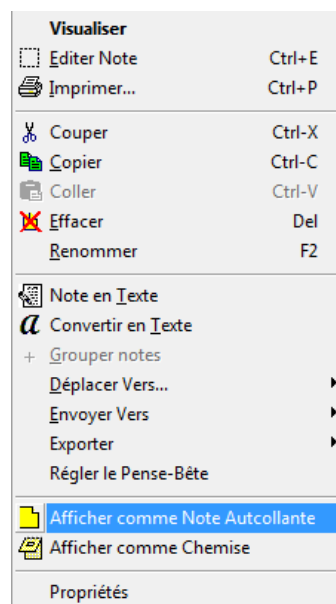 Visualiser
Editer Note Ctrl+E
Imprimer... Ctrl+P
Couper Ctrl-X
Copier Ctrl-C
Coller Ctrl-V
Effacer Del
Renommer F2
Note en Texte
Convertir en Texte
Grouper notes
Déplacer Vers...
Envoyer Vers
Exporter
Régler le Pense-Bête
Afficher comme Note Autcollante
Afficher comme Chemise
Propriétés